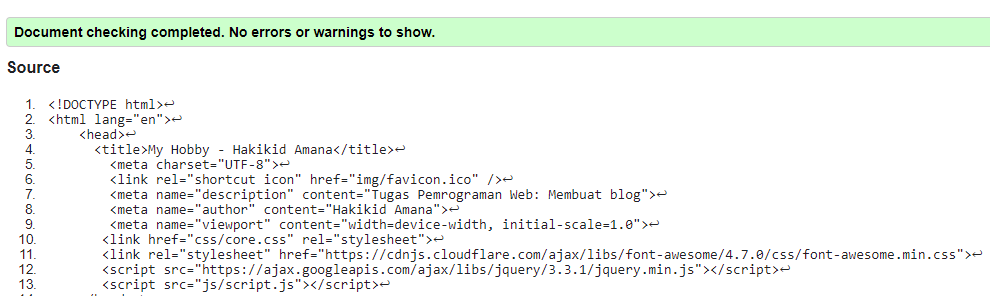 Document checking completed. No errors or warnings to show.
Source
1. <!DOCTYPE html>↩
2. <html lang="en">↩
3. <head>↩
4. <title>My Hobby - Hakikid Amana</title>↩
5. <meta charset="UTF-8">↩
6. <link rel="shortcut icon" href="img/favicon.ico" />↩
7. <meta name="description" content="Tugas Pemrograman Web: Membuat blog">↩
8. <meta name="author" content="Hakikid Amana">↩
9. <meta name="viewport" content="width=device-width, initial-scale=1.0">↩
10. <link href="css/core.css" rel="stylesheet">↩
11. <link rel="stylesheet" href="https://cdnjs.cloudflare.com/ajax/libs/font-awesome/4.7.0/css/font-awesome.min.css">↩
12. <script src="https://ajax.googleapis.com/ajax/libs/jquery/3.3.1/jquery.min.js"></script>↩
13. <script src="js/script.js"></script>↩